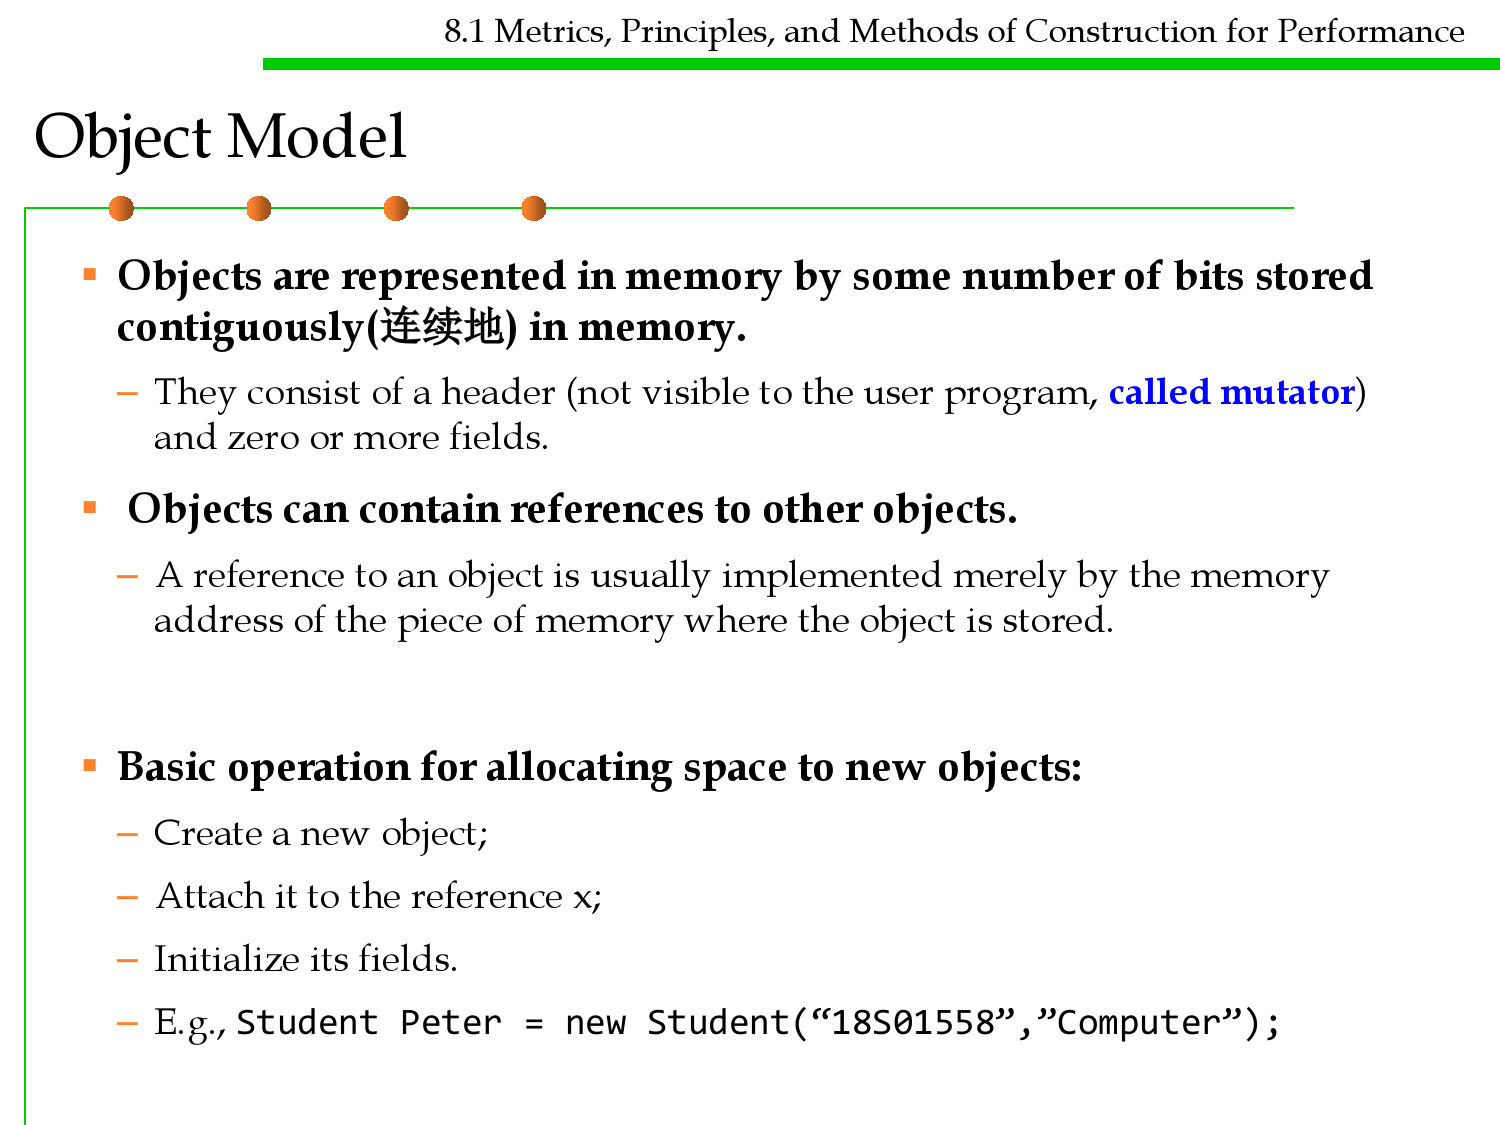 8.1 Metrics, Principles, and Methods of Construction for Performance
Object Model
▪ Objects are represented in memory by some number of bits stored
contiguously(连续地) in memory.
– They consist of a header (not visible to the user program, called mutator)
and zero or more fields.
▪ Objects can contain references to other objects.
– A reference to an object is usually implemented merely by the memory
address of the piece of memory where the object is stored.
▪ Basic operation for allocating space to new objects:
– Create a new object;
– Attach it to the reference x;
– Initialize its fields.
– E.g., Student Peter = new Student(“18S01558”,”Computer”);